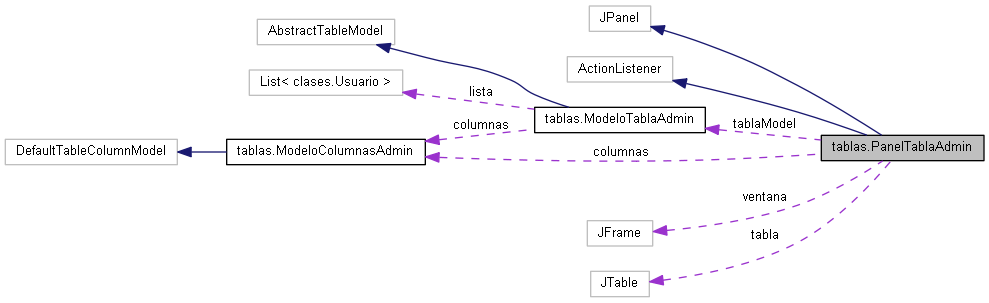 JPanel
AbstractTableModel
ActionListener
List< clases.Usuario >
lista
tablas.ModeloTablaAdmin
tablaModel
columnas
DefaultTableColumnModel
tablas.ModeloColumnasAdmin
columnas
tablas.PanelTablaAdmin
ventana
JFrame
tabla
JTable